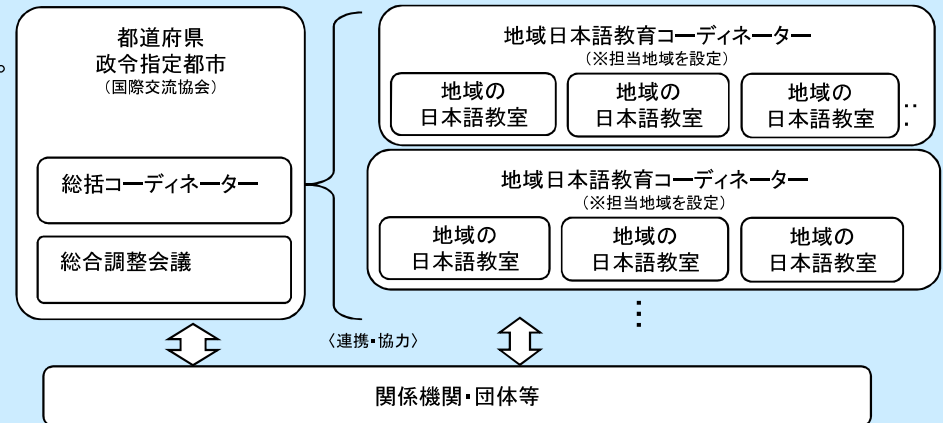 。
都道府県
政令指定都市
(国際交流協会)
総括コーディネーター
総合調整会議
地域日本語教育コーディネーター
(※担当地域を設定)
地域の
日本語教室
地域の
日本語教室
地域の
日本語教室
…
地域日本語教育コーディネーター
(※担当地域を設定)
地域の
日本語教室
地域の
日本語教室
地域の
日本語教室
⋮
〈連携・協力〉
関係機関・団体等